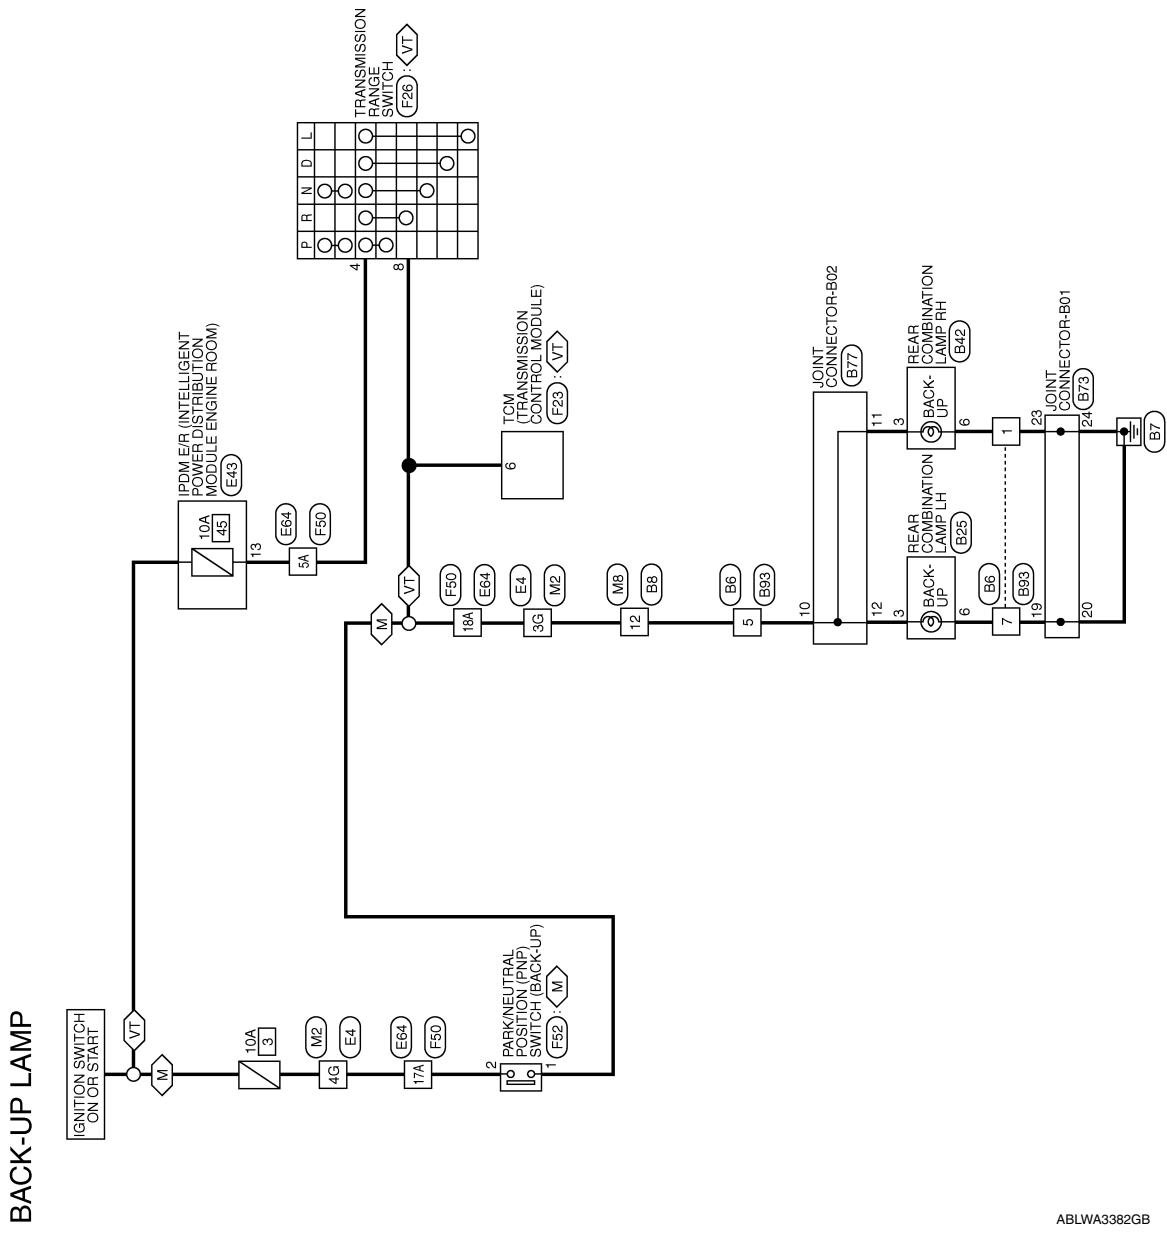 BACK-UP LAMP
IGNITION SWITCH
ON OR START
VT
M
10A
3
4G
M2
E4
17A
E64
F50
2
1
PARK/NEUTRAL
POSITION (PNP)
SWITCH (BACK-UP)
F52 : M
IPDM E/R (INTELLIGENT
POWER DISTRIBUTION
MODULE ENGINE ROOM)
E43
10A
45
13
5A
E64
F50
TRANSMISSION
RANGE
SWITCH
F26 : VT
P R N D L
4
8
TCM
(TRANSMISSION
CONTROL MODULE)
F23 : VT
6
M
VT
18A
F50
E64
3G
E4
M2
12
M8
B8
5
B6
B93
10
JOINT
CONNECTOR-B02
B77
12
11
3
BACK-
UP
6
REAR
COMBINATION
LAMP LH
B25
3
BACK-
UP
6
REAR
COMBINATION
LAMP RH
B42
7
1
B6
B93
19
23
JOINT
CONNECTOR-B01
B73
20
24
B7
ABLWA3382GB